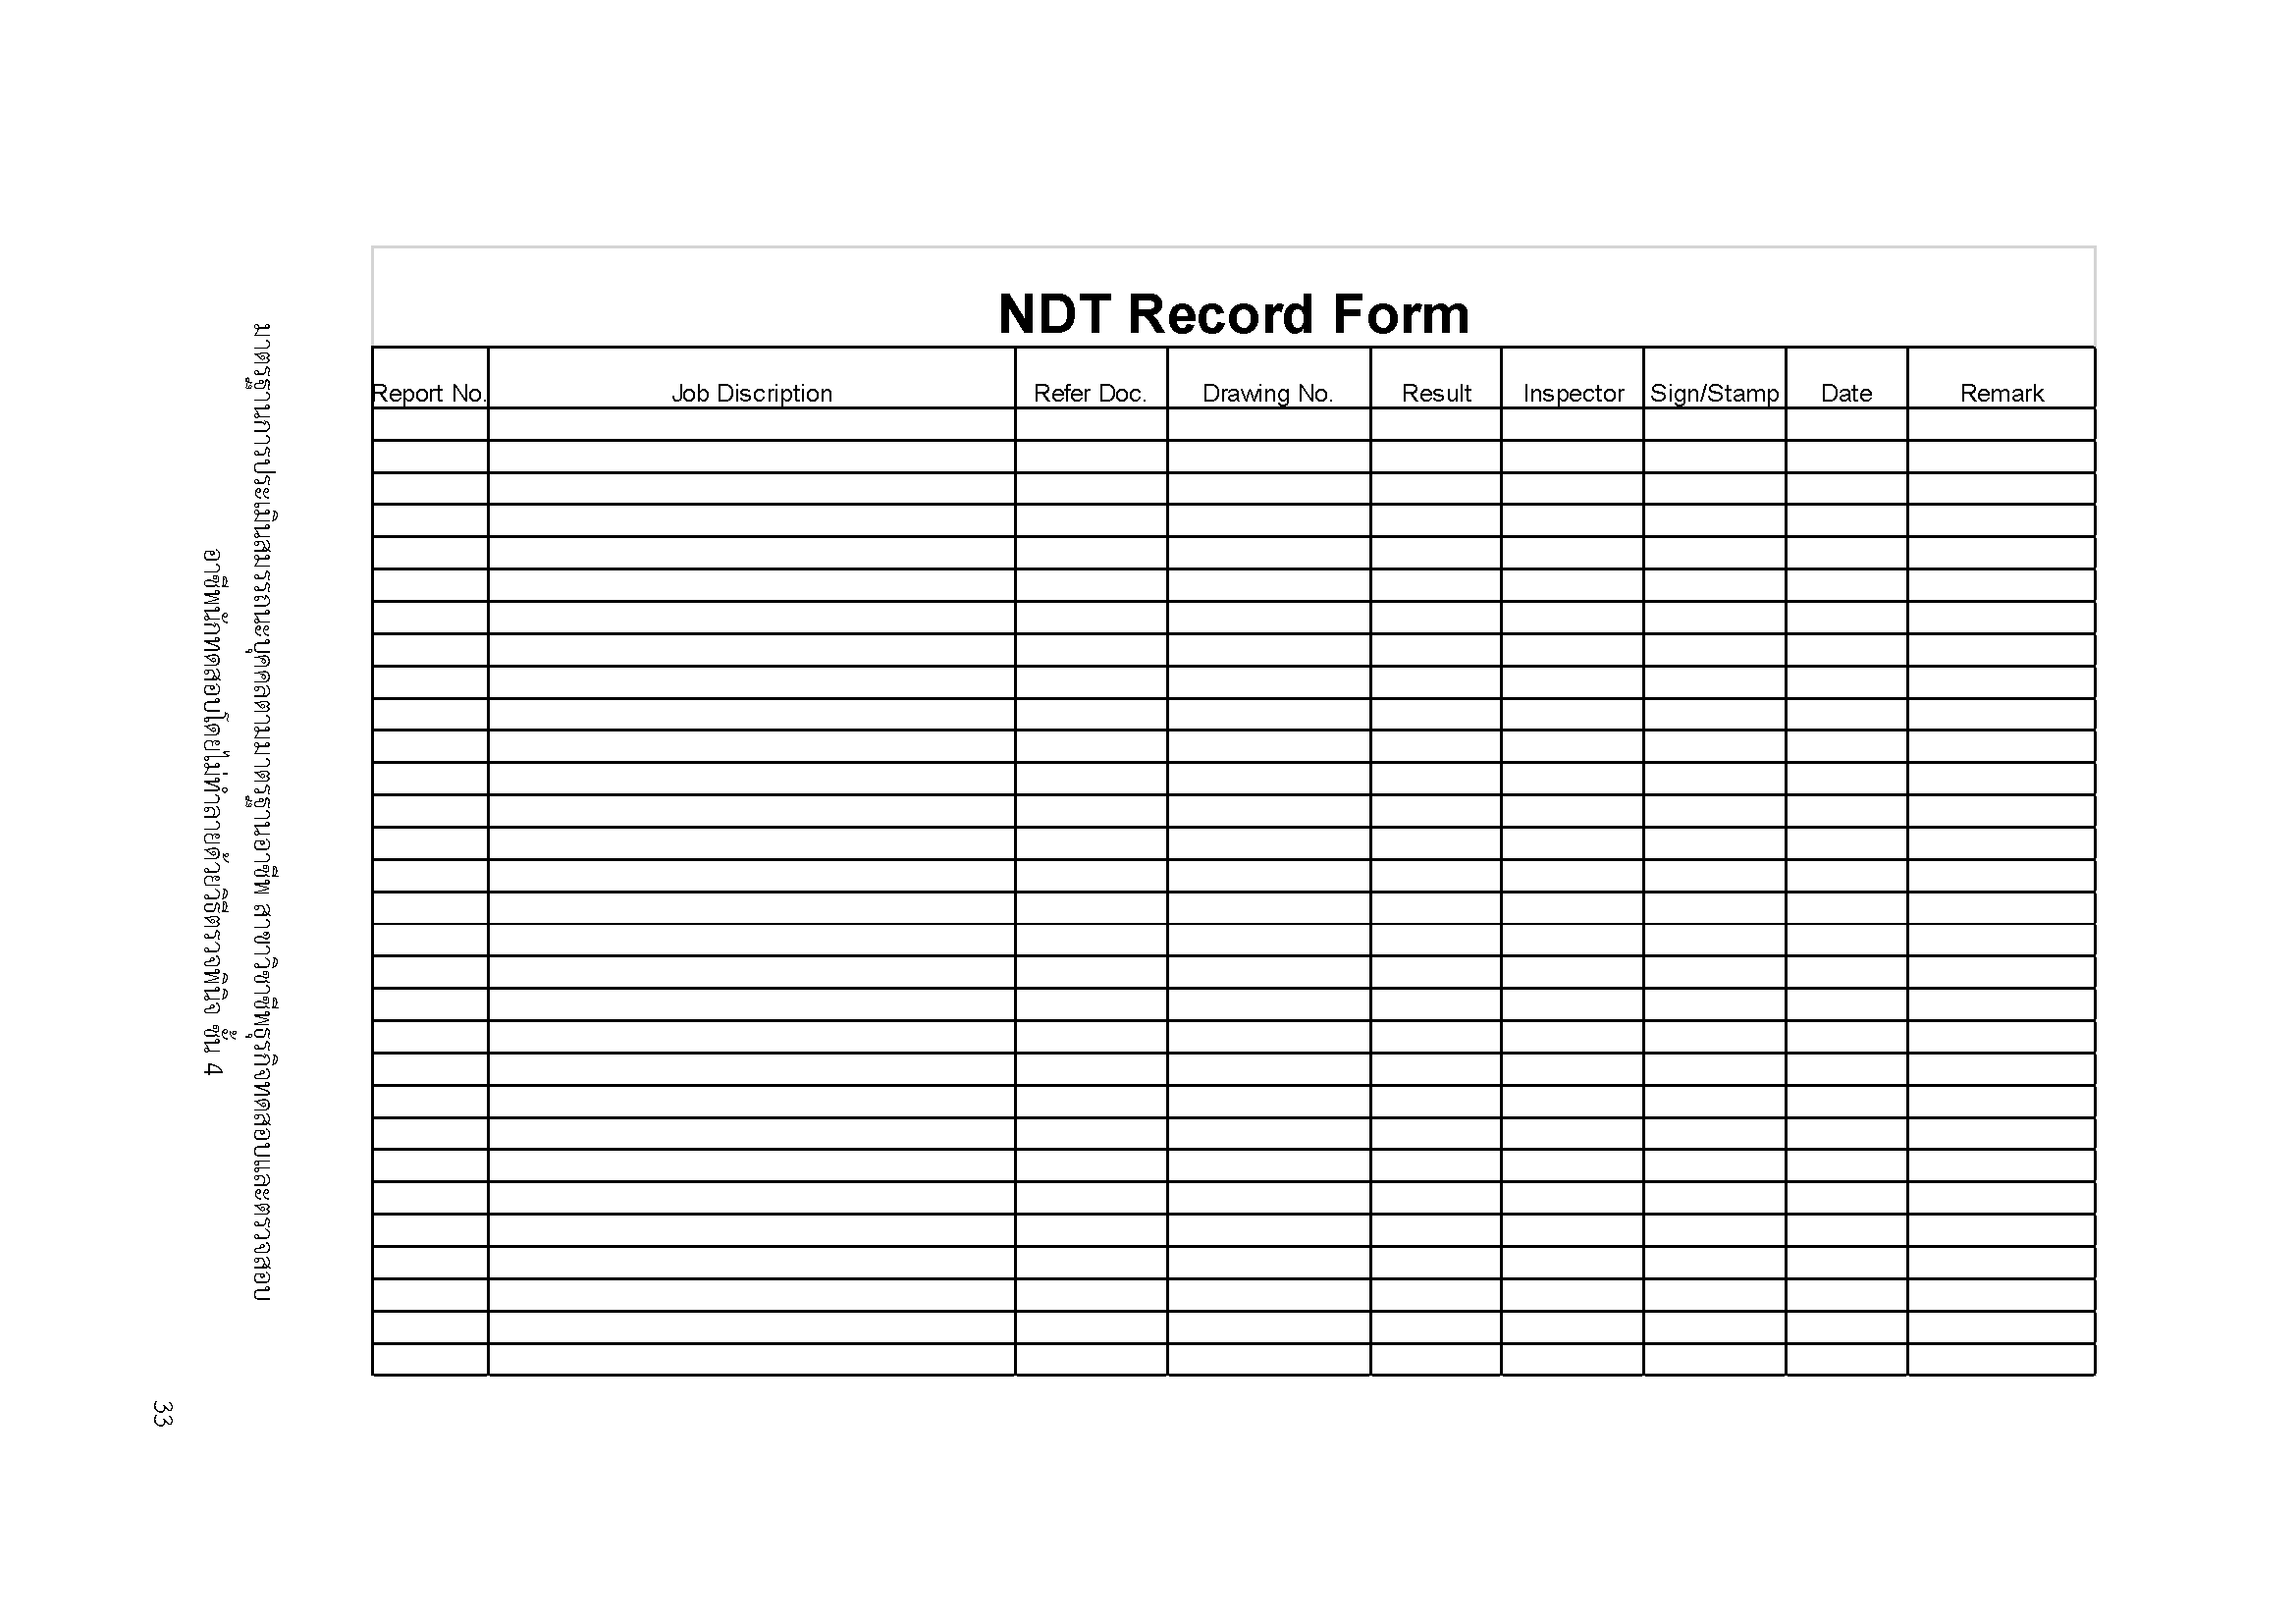 มาตรฐานการประเมินสมรรถนะบุคคลตามมาตรฐานอาชีพ สาขาวิชาชีพธุรกิจทดสอบและตรวจสอบ
อาชีพนักทดสอบโดยไม่ทำลายด้วยวิธีตรวจพินิจ ชั้น 4
NDT Record Form
Report No. Job Discription Refer Doc. Drawing No. Result Inspector Sign/Stamp Date Remark
33